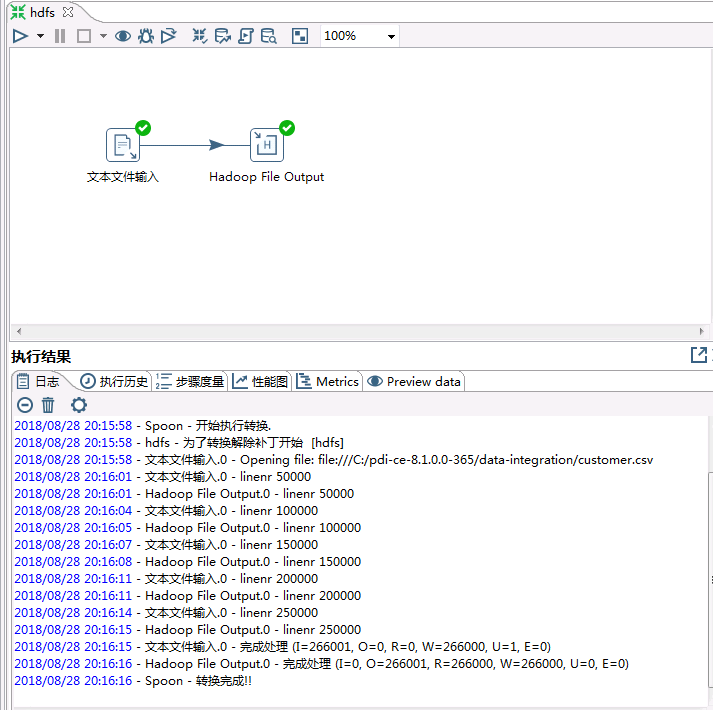 hdfs
100%
文本文件输入
Hadoop File Output
H
执行结果
日志 执行历史 步骤度量 性能图 Metrics Preview data
2018/08/28 20:15:58 - Spoon - 开始执行转换.
2018/08/28 20:15:58 - hdfs - 为了转换解除补丁开始  [hdfs]
2018/08/28 20:15:58 - 文本文件输入.0 - Opening file: file:///C:/pdi-ce-8.1.0.0-365/data-integration/customer.csv
2018/08/28 20:16:01 - 文本文件输入.0 - linenr 50000
2018/08/28 20:16:01 - Hadoop File Output.0 - linenr 50000
2018/08/28 20:16:04 - 文本文件输入.0 - linenr 100000
2018/08/28 20:16:05 - Hadoop File Output.0 - linenr 100000
2018/08/28 20:16:07 - 文本文件输入.0 - linenr 150000
2018/08/28 20:16:08 - Hadoop File Output.0 - linenr 150000
2018/08/28 20:16:11 - 文本文件输入.0 - linenr 200000
2018/08/28 20:16:11 - Hadoop File Output.0 - linenr 200000
2018/08/28 20:16:14 - 文本文件输入.0 - linenr 250000
2018/08/28 20:16:15 - Hadoop File Output.0 - linenr 250000
2018/08/28 20:16:15 - 文本文件输入.0 - 完成处理 (I=266001, O=0, R=0, W=266000, U=1, E=0)
2018/08/28 20:16:16 - Hadoop File Output.0 - 完成处理 (I=0, O=266001, R=266000, W=266000, U=0, E=0)
2018/08/28 20:16:16 - Spoon - 转换完成!!